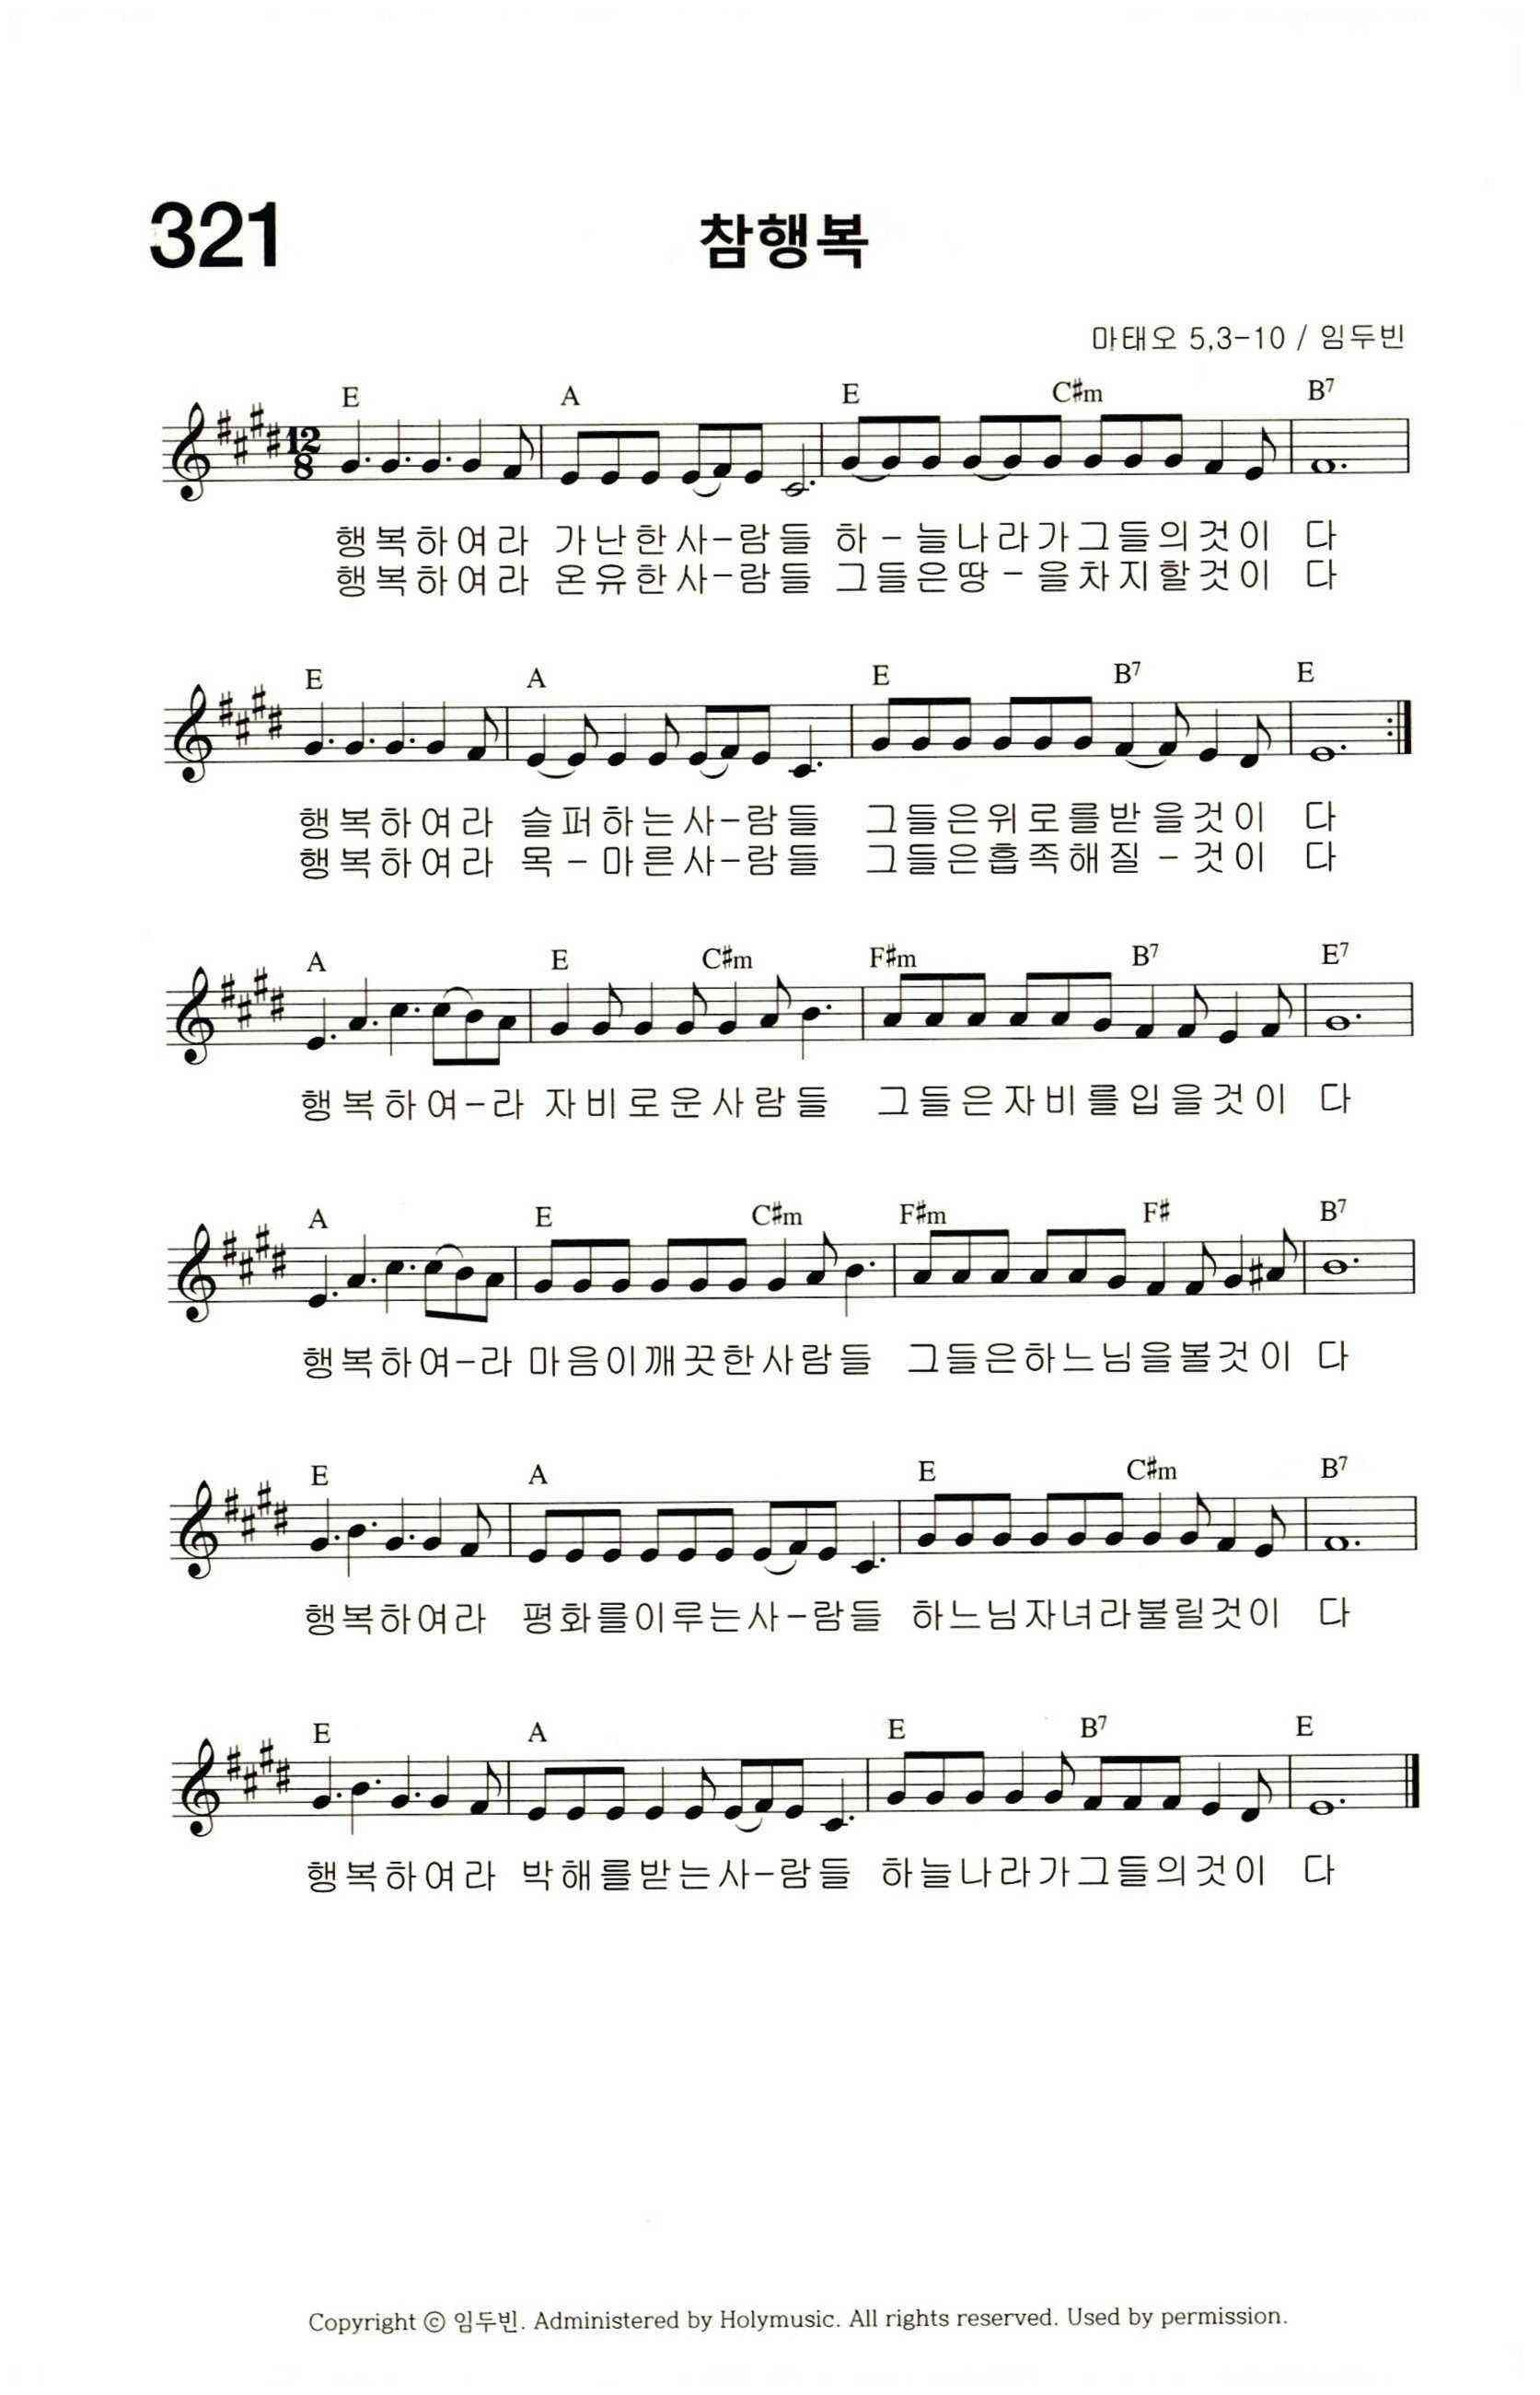 321
참행복
마태오 5,3-10 / 임두빈
E A E C#m B7
12
8
행복하여라 가난한사-람들 하-늘나라가그들의것이 다
행복하여라 온유한사-람들 그들은땅-을차지할것이 다
E A E B7 E
행복하여라 슬퍼하는사-람들 그들은위로를받을것이 다
행복하여라 목-마른사-람들 그들은흡족해질-것이 다
A E C#m F#m B7 E7
행복하여-라 자비로운사람들 그들은자비를입을것이 다
A E C#m F#m F# B7
행복하여-라 마음이깨끗한사람들 그들은하느님을볼것이 다
E A E C#m B7
행복하여라 평화를이루는사-람들 하느님자녀라불릴것이 다
E A E B7 E
행복하여라 박해를받는사-람들 하늘나라가그들의것이 다
Copyright ⓒ 임두빈. Administered by Holymusic. All rights reserved. Used by permission.